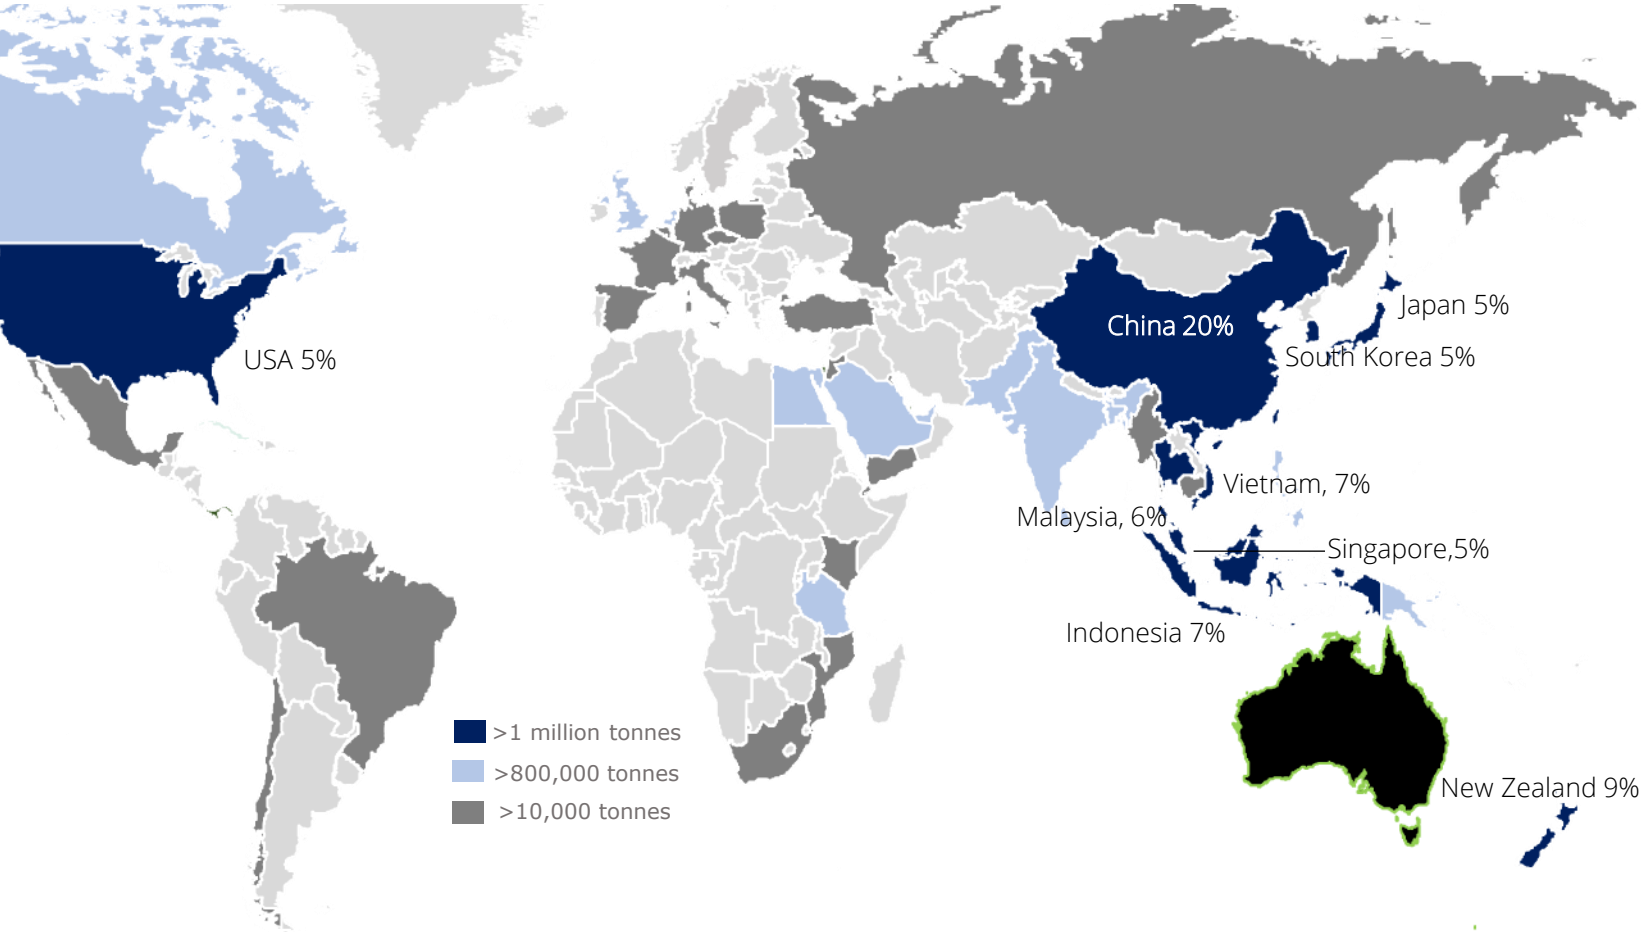 Japan 5%
China 20%
South Korea 5%
USA 5%
Vietnam, 7%
Malaysia, 6%
Singapore,5%
Indonesia 7%
>1 million tonnes
>800,000 tonnes
>10,000 tonnes
New Zealand 9%